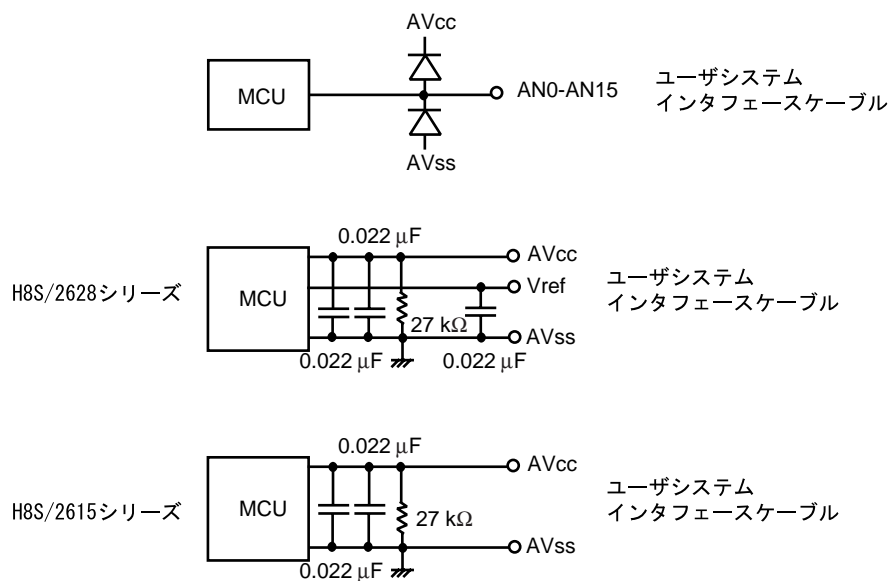 AVcc
MCU
AN0-AN15
ユーザシステム
インタフェースケーブル
AVss
H8S/2628シリーズ
MCU
0.022 μF
AVcc
Vref
27 kΩ
AVss
0.022 μF
0.022 μF
ユーザシステム
インタフェースケーブル
H8S/2615シリーズ
MCU
0.022 μF
AVcc
27 kΩ
AVss
0.022 μF
ユーザシステム
インタフェースケーブル